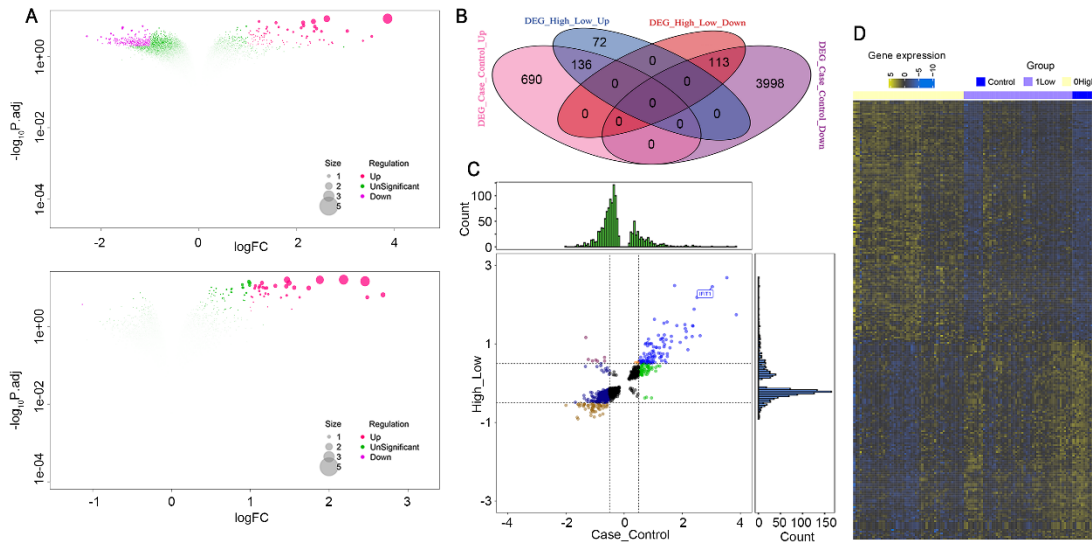 A
1e+00
1e-02
1e-04
-log10P.adj
Size
Regulation
1
Up
2
UnSignificant
3
Down
5
-2
0
2
4
logFC
1e+00
1e-02
1e-04
-log10P.adj
Size
Regulation
1
Up
2
UnSignificant
3
Down
5
-1
0
1
2
3
logFC
B
DEG_High_Low_Up
DEG_High_Low_Down
DEG_Case_Control_Up
DEG_Case_Control_Down
72
0
690
136
113
3998
0
0
0
0
0
0
0
0
C
Count
100
50
0
High_Low
3
1
-1
-3
IFIT1
-4
-2
0
2
4
Case_Control
0
50
100
150
Count
D
Gene expression
5
0
-5
-10
Group
Control
1Low
0High